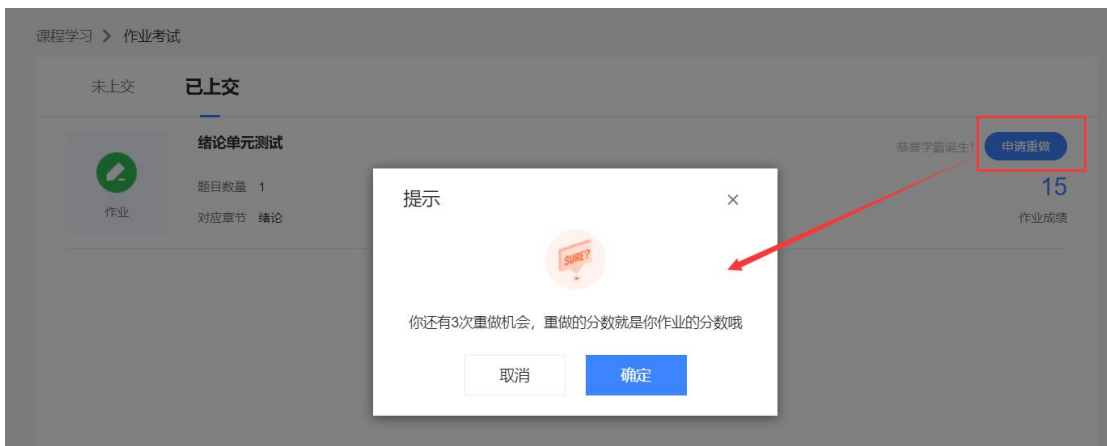 课程学习 > 作业考试
未上交 已上交
绪论单元测试
恭喜学霸诞生! 申请重做
题目数量 1
15
作业
对应章节 绪论
作业成绩
提示
SURE?
你还有3次重做机会，重做的分数就是你作业的分数哦
取消 确定